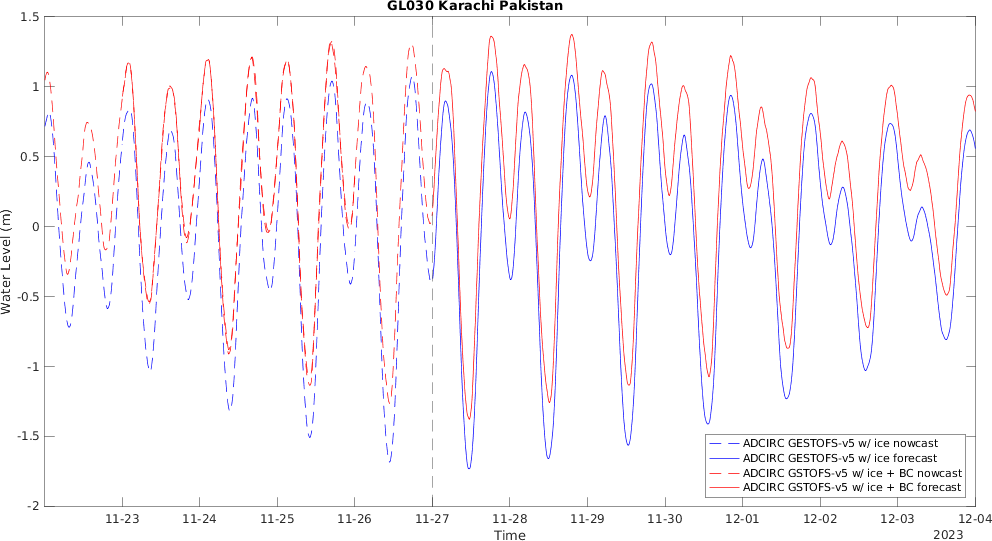 GL030 Karachi Pakistan
1.5
1
0.5
0
-0.5
-1
-1.5
-2
Water Level (m)
ADCIRC GESTOFS-v5 w/ ice nowcast
ADCIRC GESTOFS-v5 w/ ice forecast
ADCIRC GSTOFS-v5 w/ ice + BC nowcast
ADCIRC GSTOFS-v5 w/ ice + BC forecast
11-23 11-24 11-25 11-26 11-27 11-28 11-29 11-30 12-01 12-02 12-03 12-04
Time
2023